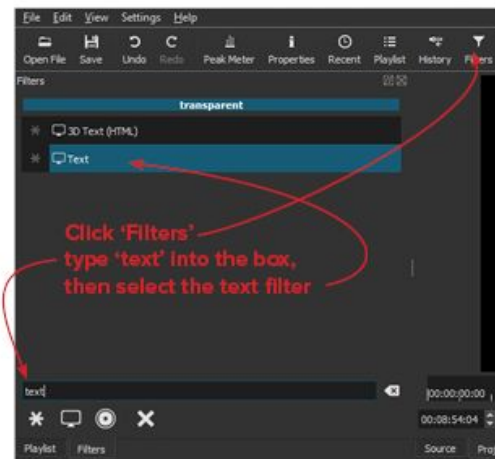 File Edit View Settings Help
Open File Save Undo Redo Peak Meter Properties Recent Playlist History Filters
Filters
transparent
3D Text (HTML)
Text
Click ‘Filters’
type ‘text’ into the box,
then select the text filter
text
00:00:00:00
00:08:54:04
Playlist Filters
Source Pro